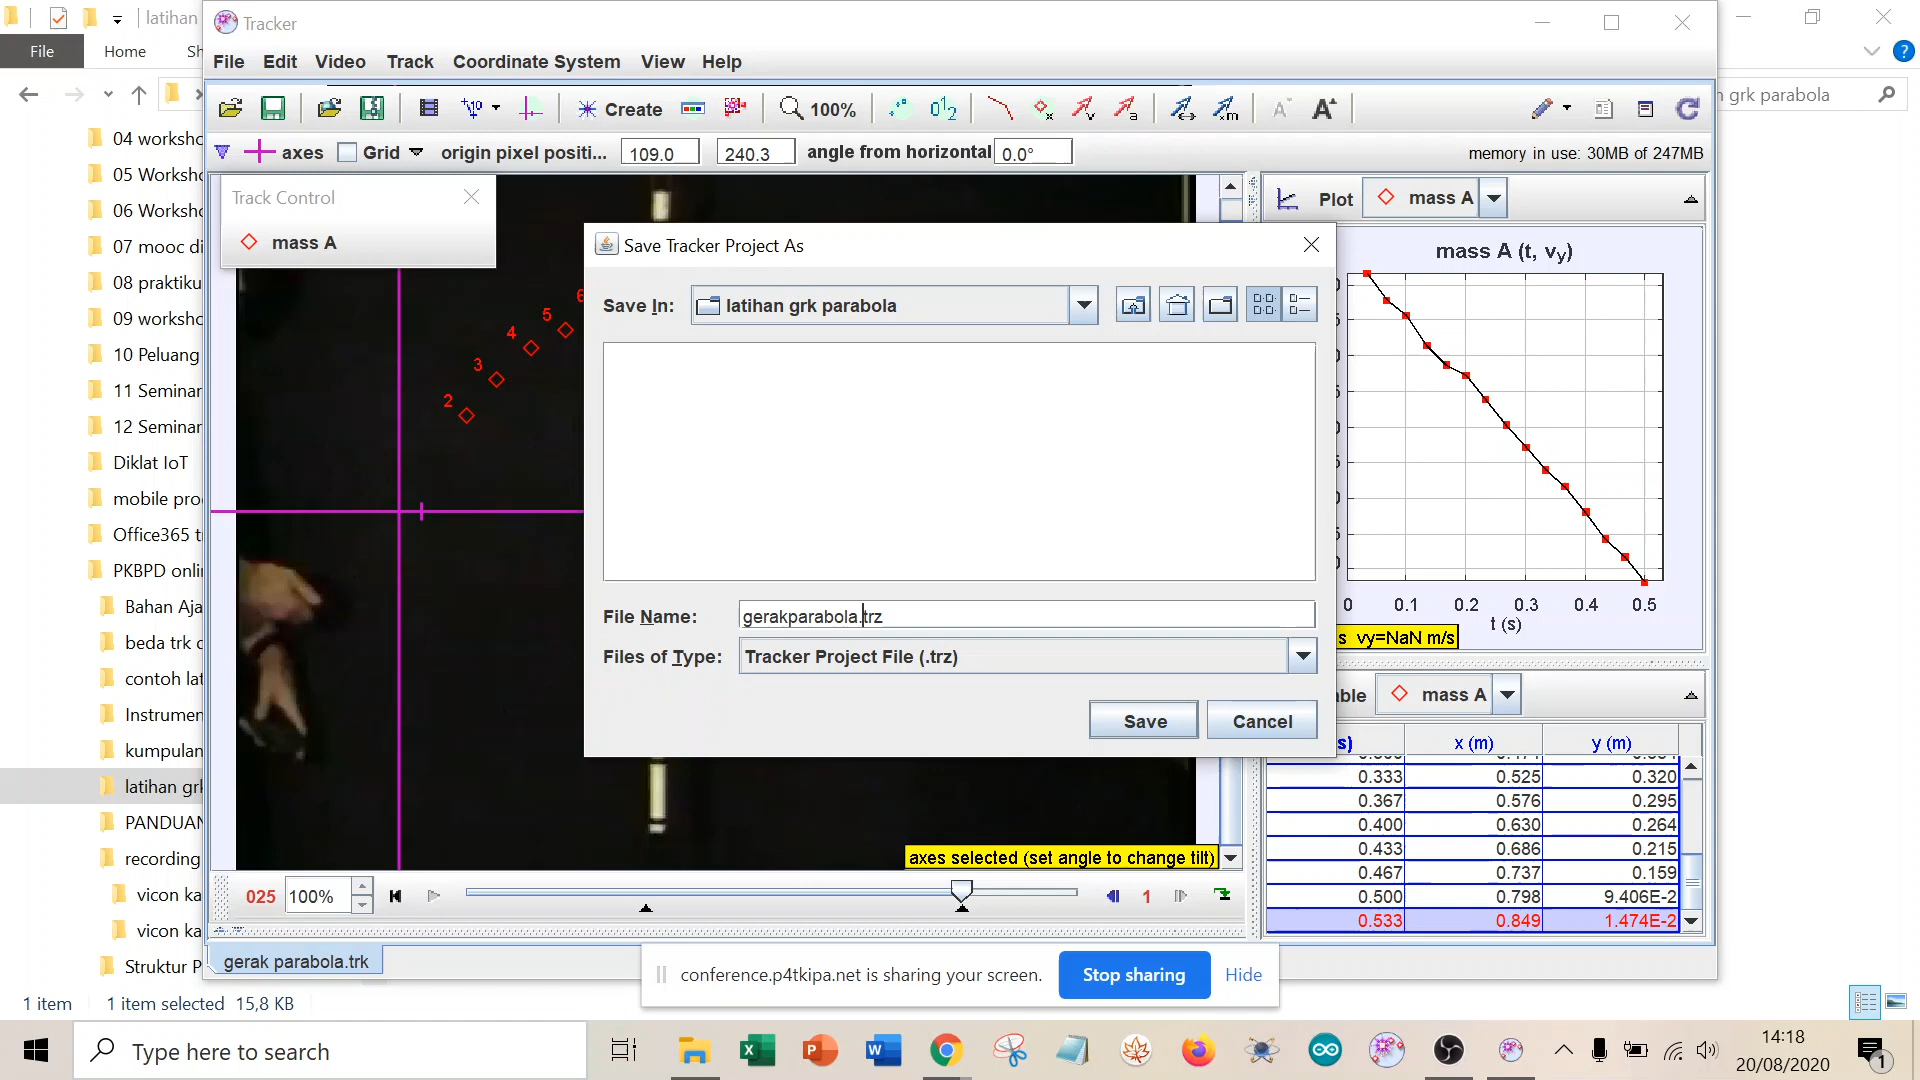 latihan
File
Home
Sh
04 worksho
05 Worksho
06 Worksho
07 mooc di
08 praktiku
09 worksho
10 Peluang
11 Seminar
12 Seminar
Diklat IoT
mobile pro
Office365 t
PKBPD onli
Bahan Aja
beda trk d
contoh lat
Instrumen
kumpulan
latihan grk
PANDUAN
recording
vicon ka
vicon ka
Struktur P
1 item
1 item selected 15,8 KB
n grk parabola
Tracker
File Edit Video Track Coordinate System View Help
Create
100%
axes
Grid
origin pixel positi...
109.0
240.3
angle from horizontal
0.0°
memory in use: 30MB of 247MB
Track Control
mass A
2
3
4
5
6
Save Tracker Project As
Save In:
latihan grk parabola
File Name:
gerakparabola.trz
Files of Type:
Tracker Project File (.trz)
Save
Cancel
Plot
mass A
mass A (t, vy)
0 0.1 0.2 0.3 0.4 0.5
t (s)
s vy=NaN m/s
able
mass A
s) x (m) y (m)
0.333 0.525 0.320
0.367 0.576 0.295
0.400 0.630 0.264
0.433 0.686 0.215
0.467 0.737 0.159
0.500 0.798 9.406E-2
0.533 0.849 1.474E-2
axes selected (set angle to change tilt)
025
100%
1
gerak parabola.trk
conference.p4tkipa.net is sharing your screen.
Stop sharing
Hide
Type here to search
14:18
20/08/2020
1